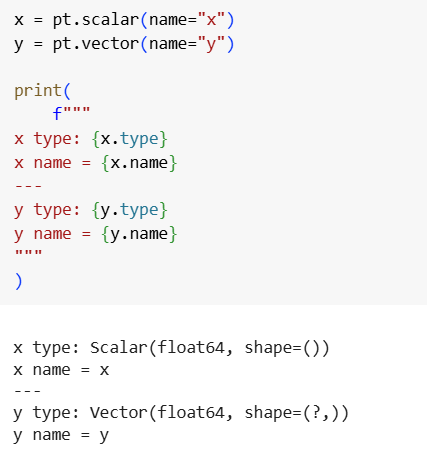 x = pt.scalar(name="x")
y = pt.vector(name="y")

print(
    f"""
x type: {x.type}
x name = {x.name}
---
y type: {y.type}
y name = {y.name}
"""
)

x type: Scalar(float64, shape=())
x name = x
---
y type: Vector(float64, shape=(?,))
y name = y